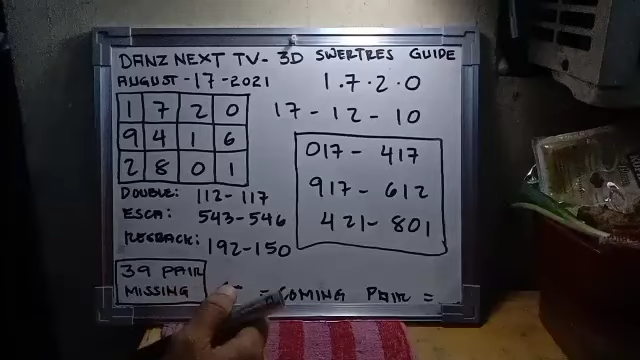 DANZ NEXT TV - 3D SWERTRES GUIDE
AUGUST - 17 - 2021
1.7.2.0
1 7 2 0
17 - 12 - 10
9 4 1 6
2 8 0 1
017 - 417
917 - 612
421 - 801
DOUBLE: 112 - 117
ESCA: 543 - 546
RESBACK: 192 - 150
39 PAIR
MISSING
= COMING PAIR =